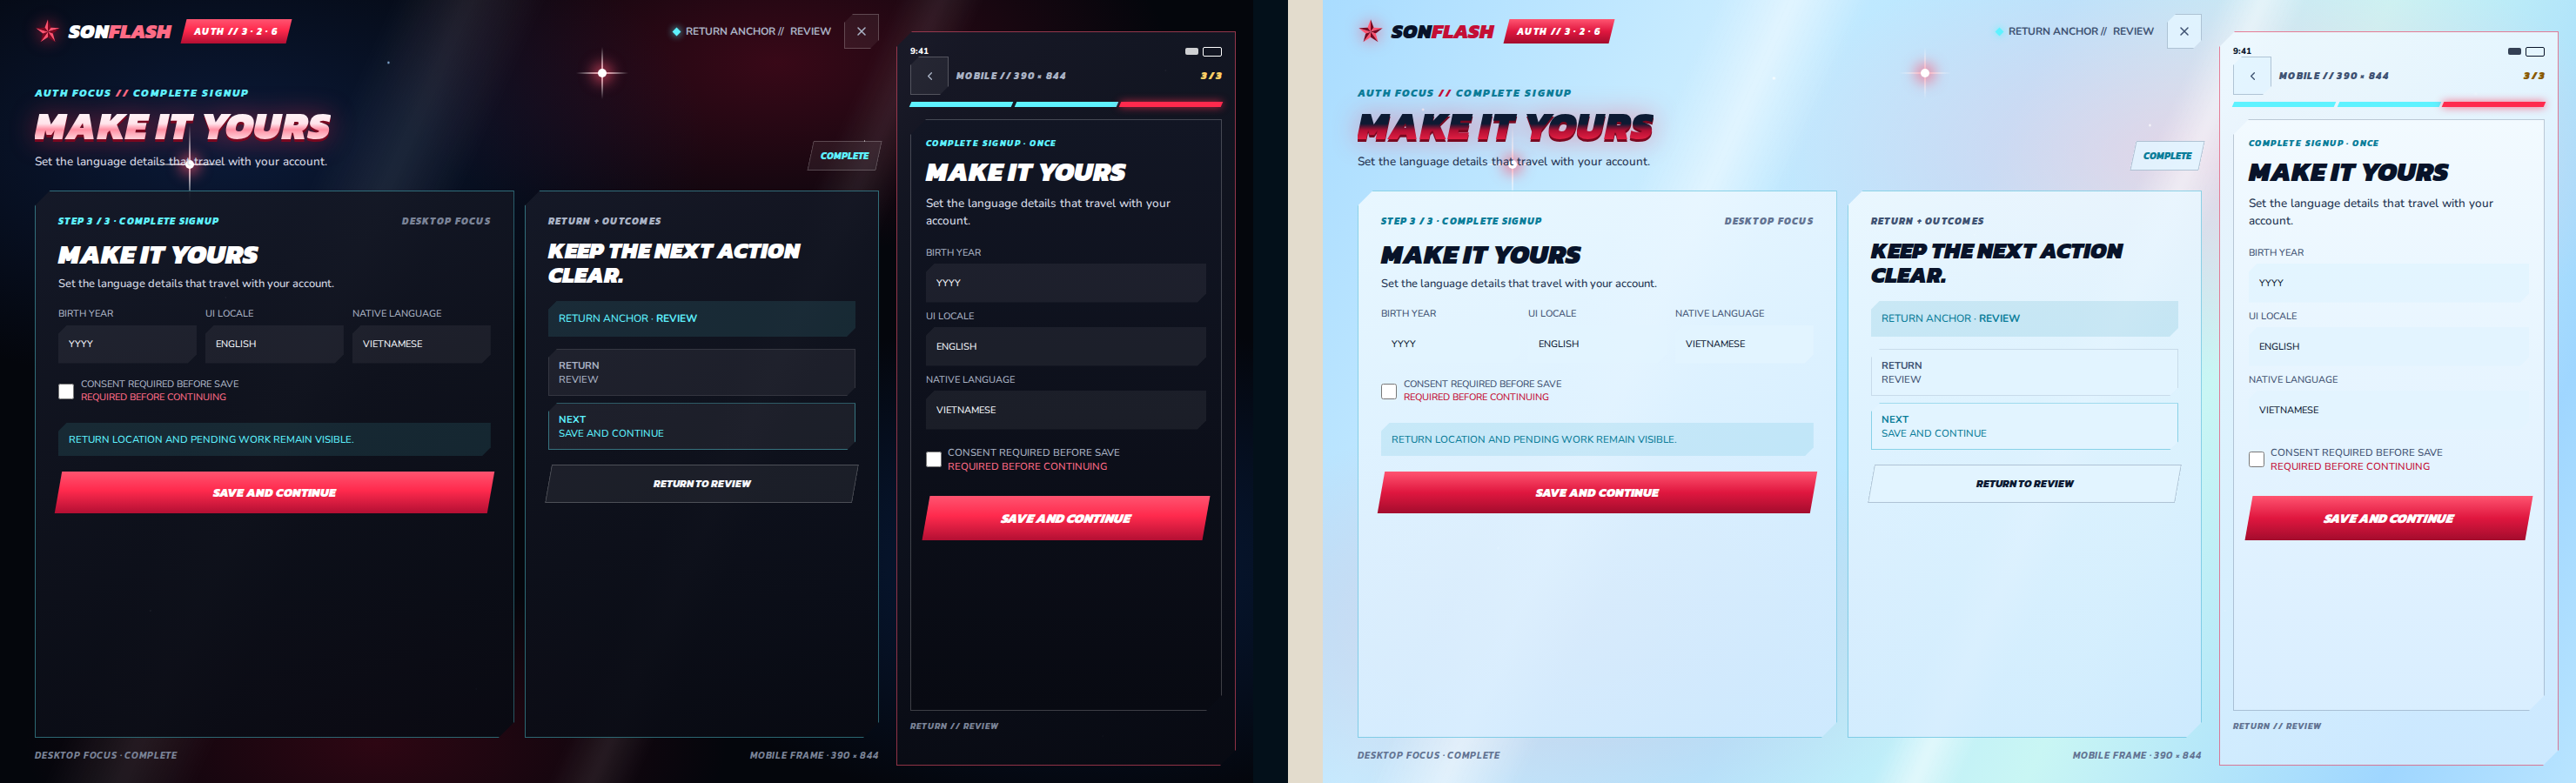 SONFLASH
AUTH // 3 · 2 · 6
RETURN ANCHOR // REVIEW
AUTH FOCUS // COMPLETE SIGNUP
MAKE IT YOURS
Set the language details that travel with your account.
COMPLETE
STEP 3 / 3 · COMPLETE SIGNUP
DESKTOP FOCUS
MAKE IT YOURS
Set the language details that travel with your account.
BIRTH YEAR
UI LOCALE
NATIVE LANGUAGE
YYYY
ENGLISH
VIETNAMESE
CONSENT REQUIRED BEFORE SAVE
REQUIRED BEFORE CONTINUING
RETURN LOCATION AND PENDING WORK REMAIN VISIBLE.
SAVE AND CONTINUE
RETURN + OUTCOMES
KEEP THE NEXT ACTION
CLEAR.
RETURN ANCHOR · REVIEW
RETURN
REVIEW
NEXT
SAVE AND CONTINUE
RETURN TO REVIEW
DESKTOP FOCUS · COMPLETE
MOBILE FRAME · 390 × 844
9:41
MOBILE // 390 × 844
3 / 3
COMPLETE SIGNUP · ONCE
MAKE IT YOURS
Set the language details that travel with your
account.
BIRTH YEAR
YYYY
UI LOCALE
ENGLISH
NATIVE LANGUAGE
VIETNAMESE
CONSENT REQUIRED BEFORE SAVE
REQUIRED BEFORE CONTINUING
SAVE AND CONTINUE
RETURN // REVIEW
SONFLASH
AUTH // 3 · 2 · 6
RETURN ANCHOR // REVIEW
AUTH FOCUS // COMPLETE SIGNUP
MAKE IT YOURS
Set the language details that travel with your account.
COMPLETE
STEP 3 / 3 · COMPLETE SIGNUP
DESKTOP FOCUS
MAKE IT YOURS
Set the language details that travel with your account.
BIRTH YEAR
UI LOCALE
NATIVE LANGUAGE
YYYY
ENGLISH
VIETNAMESE
CONSENT REQUIRED BEFORE SAVE
REQUIRED BEFORE CONTINUING
RETURN LOCATION AND PENDING WORK REMAIN VISIBLE.
SAVE AND CONTINUE
RETURN + OUTCOMES
KEEP THE NEXT ACTION
CLEAR.
RETURN ANCHOR · REVIEW
RETURN
REVIEW
NEXT
SAVE AND CONTINUE
RETURN TO REVIEW
DESKTOP FOCUS · COMPLETE
MOBILE FRAME · 390 × 844
9:41
MOBILE // 390 × 844
3 / 3
COMPLETE SIGNUP · ONCE
MAKE IT YOURS
Set the language details that travel with your
account.
BIRTH YEAR
YYYY
UI LOCALE
ENGLISH
NATIVE LANGUAGE
VIETNAMESE
CONSENT REQUIRED BEFORE SAVE
REQUIRED BEFORE CONTINUING
SAVE AND CONTINUE
RETURN // REVIEW